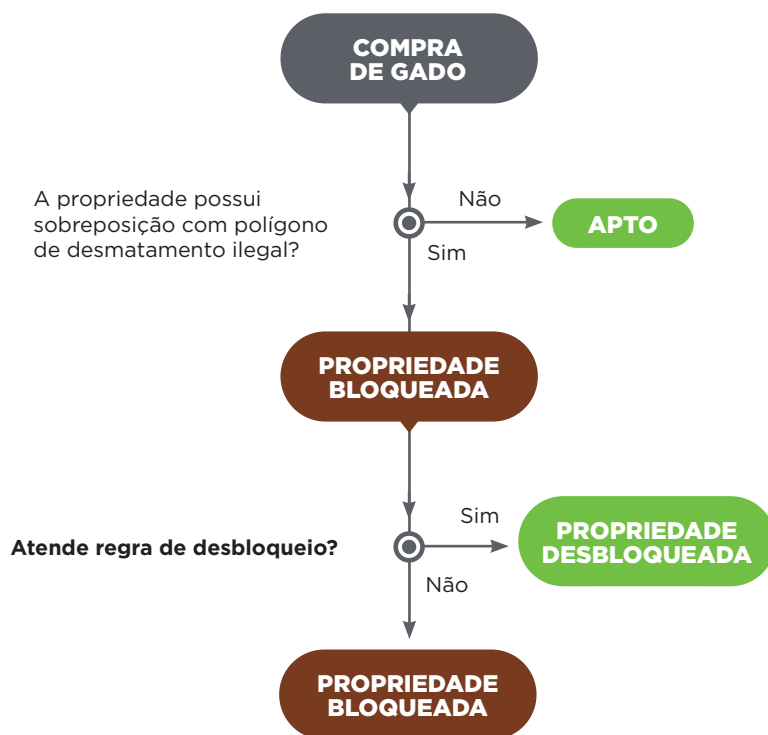 COMPRA
DE GADO
A propriedade possui
sobreposição com polígono
de desmatamento ilegal?
Não
APTO
Sim
PROPRIEDADE
BLOQUEADA
Atende regra de desbloqueio?
Sim
PROPRIEDADE
DESBLOQUEADA
Não
PROPRIEDADE
BLOQUEADA